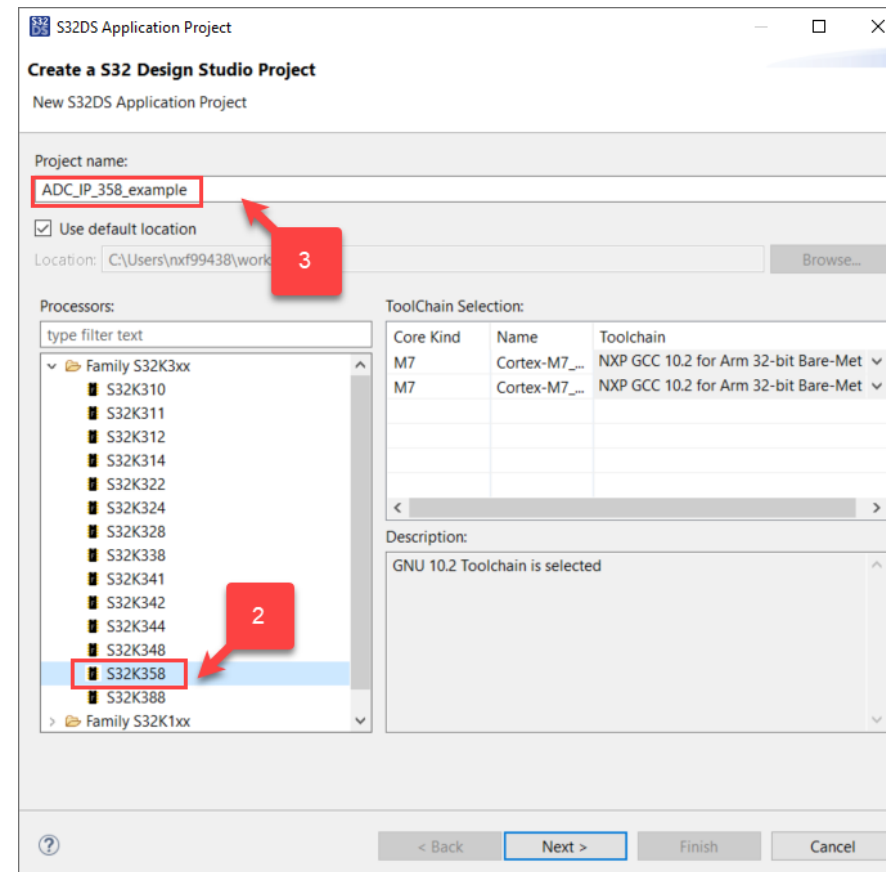 S32DS Application Project
Create a S32 Design Studio Project
New S32DS Application Project
Project name:
ADC_IP_358_example
3
Use default location
Location: C:\Users\nxf99438\work
Browse...
Processors:
type filter text
Family S32K3xx
S32K310
S32K311
S32K312
S32K314
S32K322
S32K324
S32K328
S32K338
S32K341
S32K342
S32K344
S32K348
S32K358
S32K388
Family S32K1xx
2
ToolChain Selection:
Core Kind Name Toolchain
M7 Cortex-M7_... NXP GCC 10.2 for Arm 32-bit Bare-Met
M7 Cortex-M7_... NXP GCC 10.2 for Arm 32-bit Bare-Met
Description:
GNU 10.2 Toolchain is selected
? < Back Next > Finish Cancel